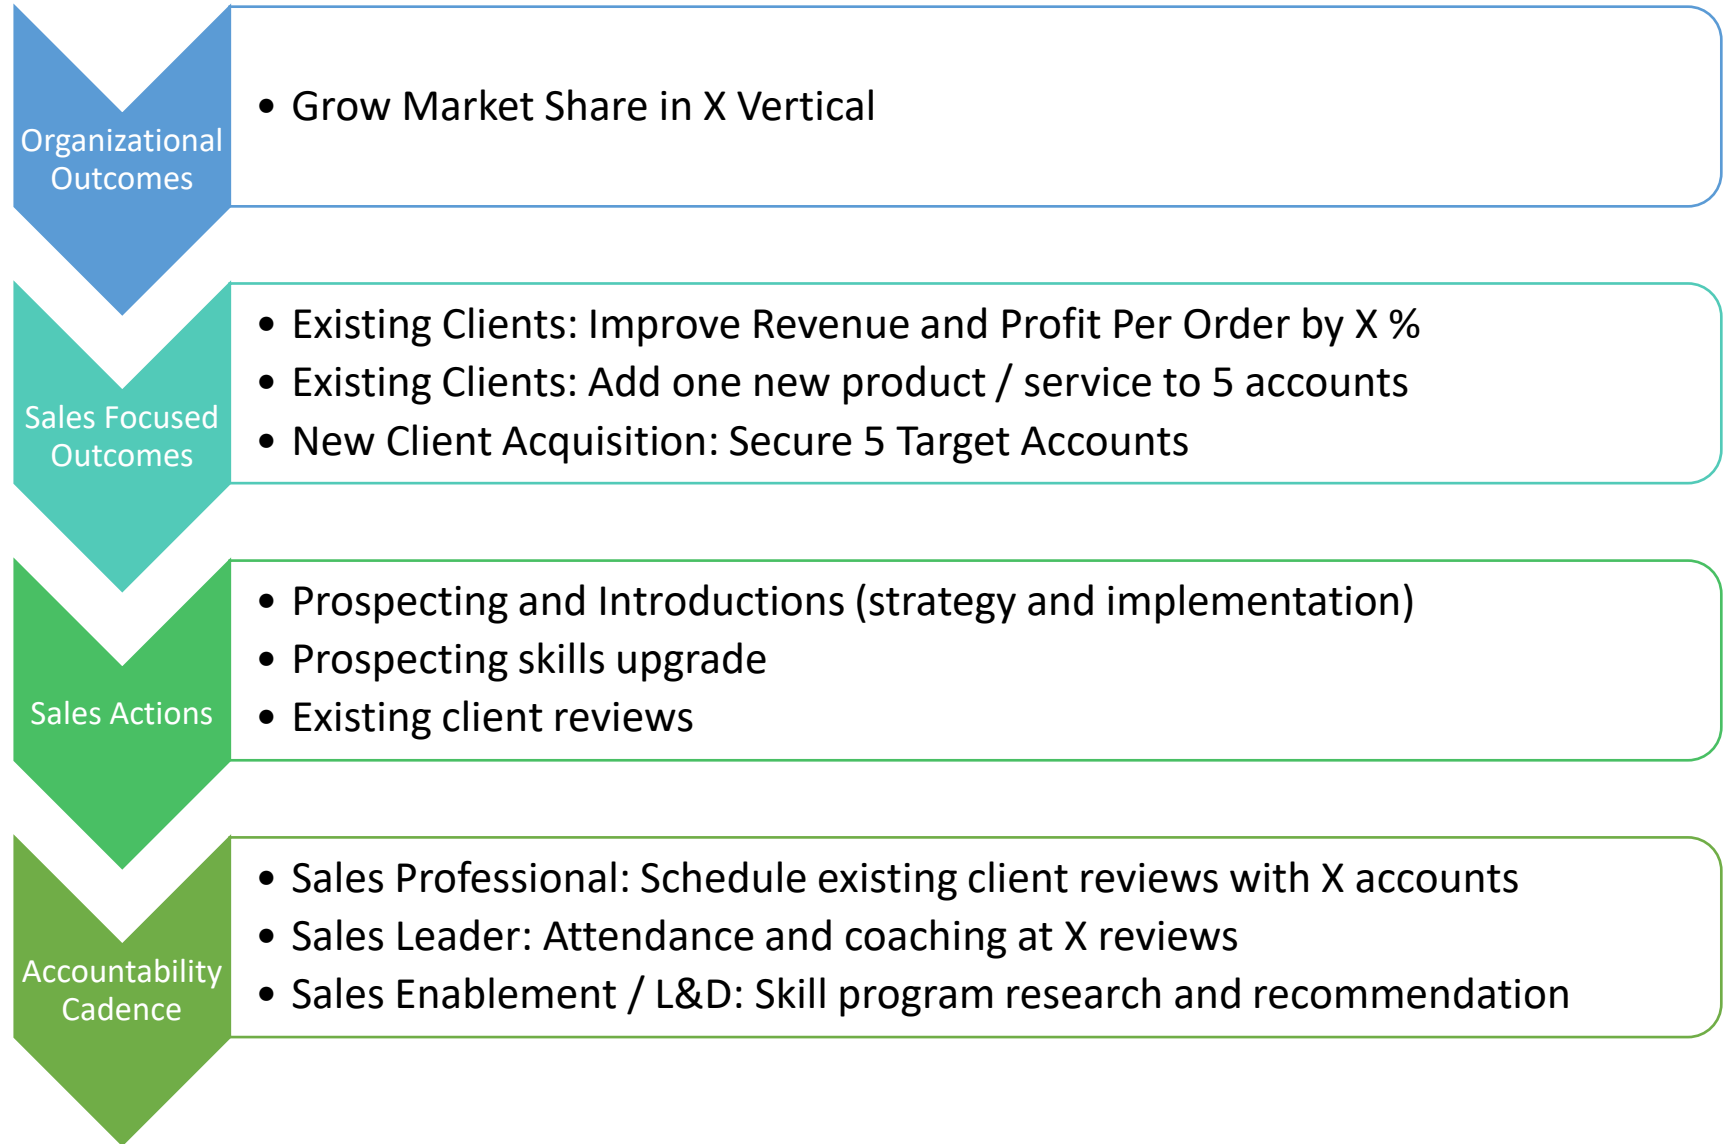 Organizational
Outcomes
• Grow Market Share in X Vertical
Sales Focused
Outcomes
• Existing Clients: Improve Revenue and Profit Per Order by X %
• Existing Clients: Add one new product / service to 5 accounts
• New Client Acquisition: Secure 5 Target Accounts
Sales Actions
• Prospecting and Introductions (strategy and implementation)
• Prospecting skills upgrade
• Existing client reviews
Accountability
Cadence
• Sales Professional: Schedule existing client reviews with X accounts
• Sales Leader: Attendance and coaching at X reviews
• Sales Enablement / L&D: Skill program research and recommendation